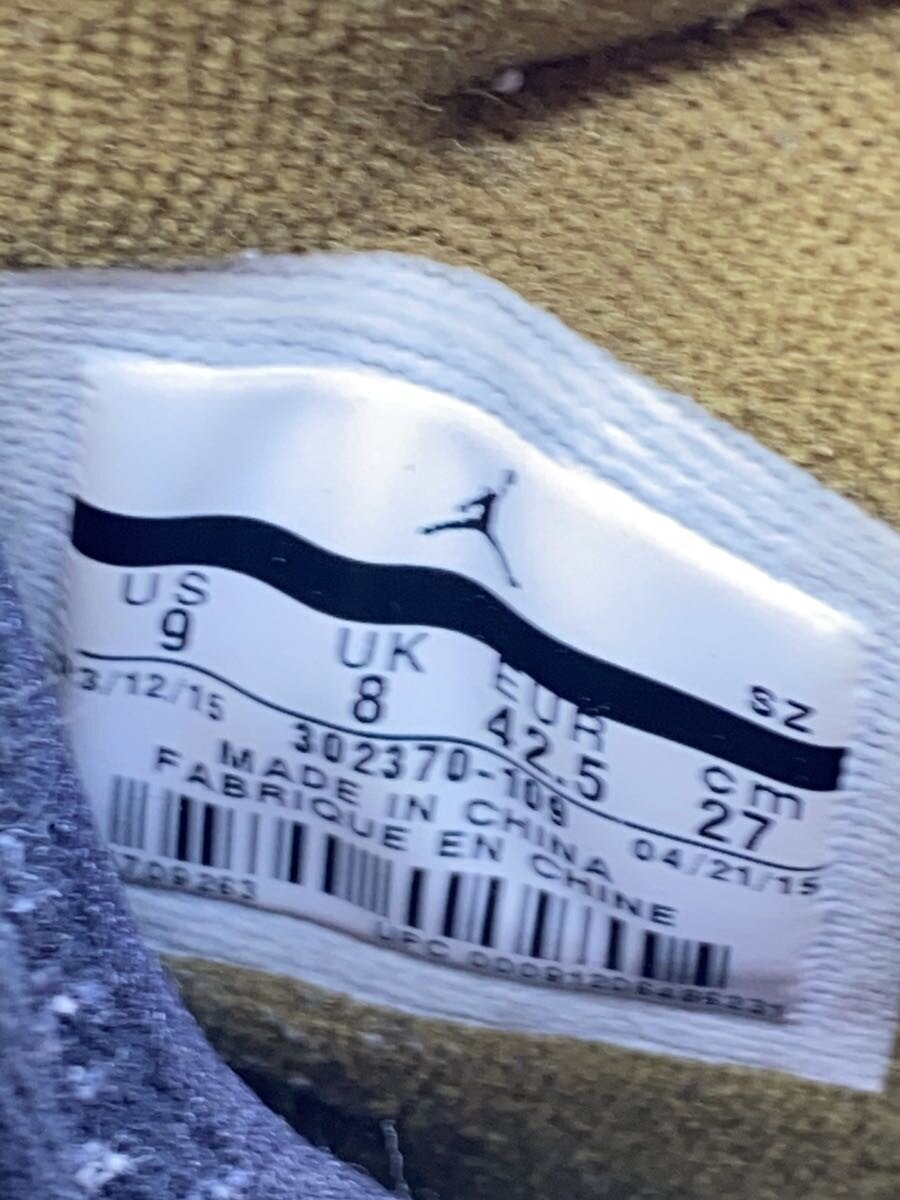 US UK EUR SZ cm
9 8 42.5 27
3/12/15 302370-109 04/21/15
MADE IN CHINA
FABRIQUE EN CHINE
709263